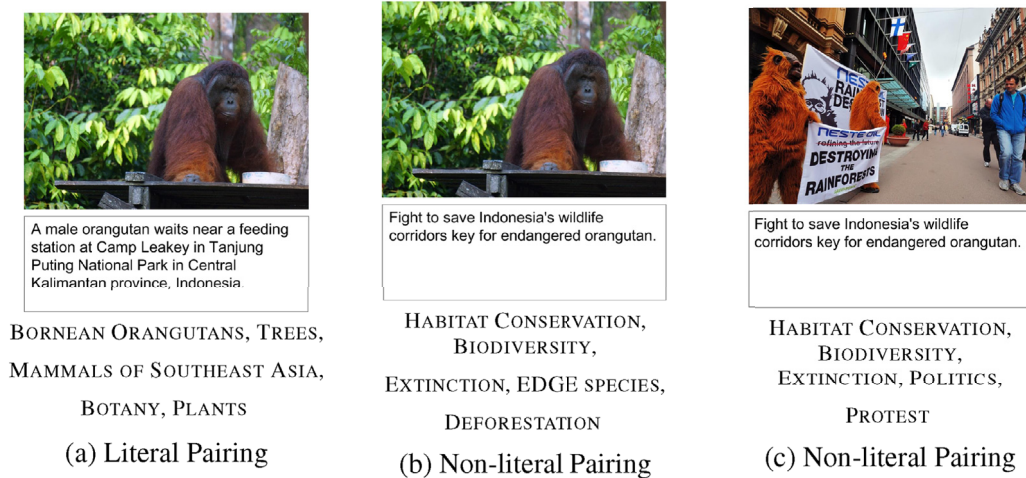 NESTE
RAIN
DES
NESTE OIL
refining the future
DESTROYING
THE
RAINFORESTS
A male orangutan waits near a feeding
station at Camp Leakey in Tanjung
Puting National Park in Central
Kalimantan province, Indonesia.
BORNEAN ORANGUTANS, TREES,
MAMMALS OF SOUTHEAST ASIA,
BOTANY, PLANTS
(a) Literal Pairing
Fight to save Indonesia's wildlife
corridors key for endangered orangutan.
HABITAT CONSERVATION,
BIODIVERSITY,
EXTINCTION, EDGE SPECIES,
DEFORESTATION
(b) Non-literal Pairing
Fight to save Indonesia's wildlife
corridors key for endangered orangutan.
HABITAT CONSERVATION,
BIODIVERSITY,
EXTINCTION, POLITICS,
PROTEST
(c) Non-literal Pairing